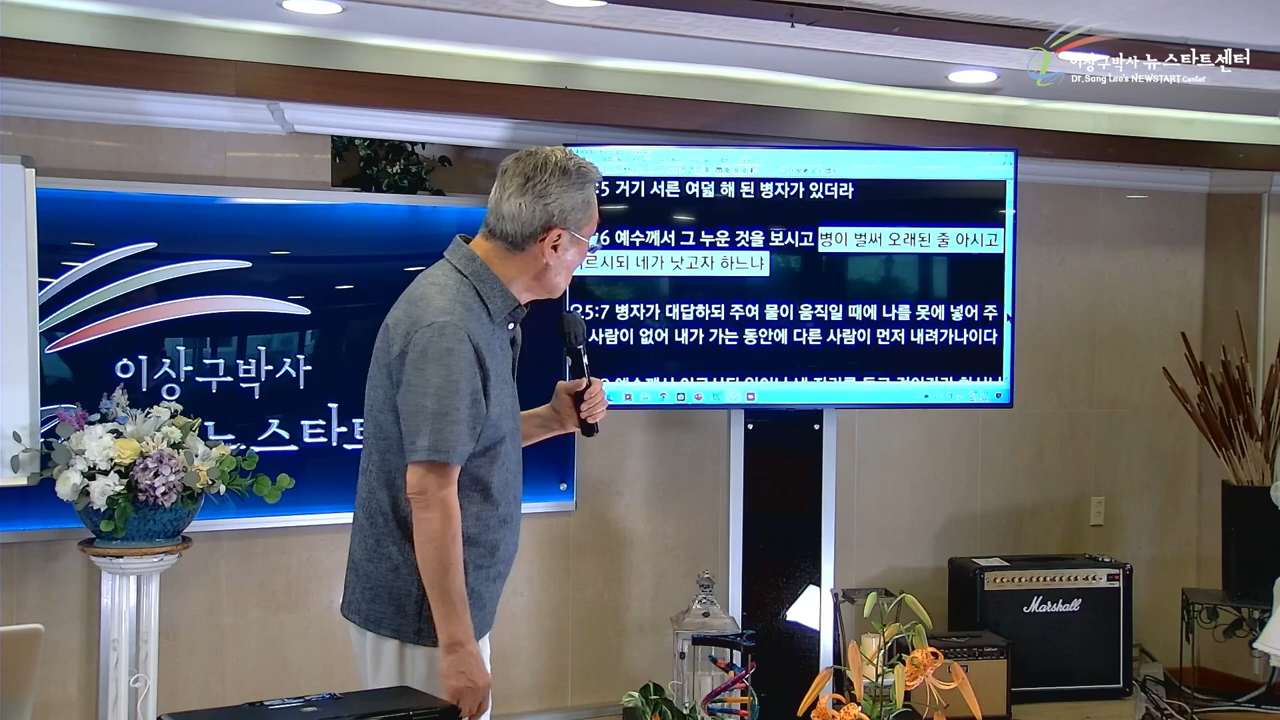 이상구박사 뉴스타트센터
Dr. Sang Lee's NEWSTART Center
:5 거기 서른 여덟 해 된 병자가 있더라
:6 예수께서 그 누운 것을 보시고 병이 벌써 오래된 줄 아시고
이르시되 네가 낫고자 하느냐
5:7 병자가 대답하되 주여 물이 움직일 때에 나를 못에 넣어 주
사람이 없어 내가 가는 동안에 다른 사람이 먼저 내려가나이다
이상구박사
뉴 스타트
Marshall